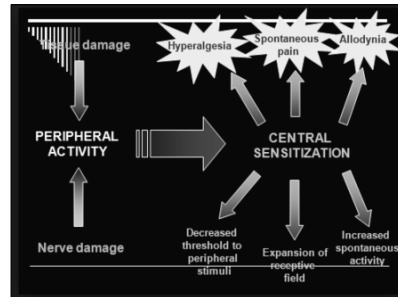 Tissue damage
Hyperalgesia
Spontaneous
pain
Allodynia
PERIPHERAL
ACTIVITY
CENTRAL
SENSITIZATION
Nerve damage
Decreased
threshold to
peripheral
stimuli
Expansion of
receptive
field
Increased
spontaneous
activity